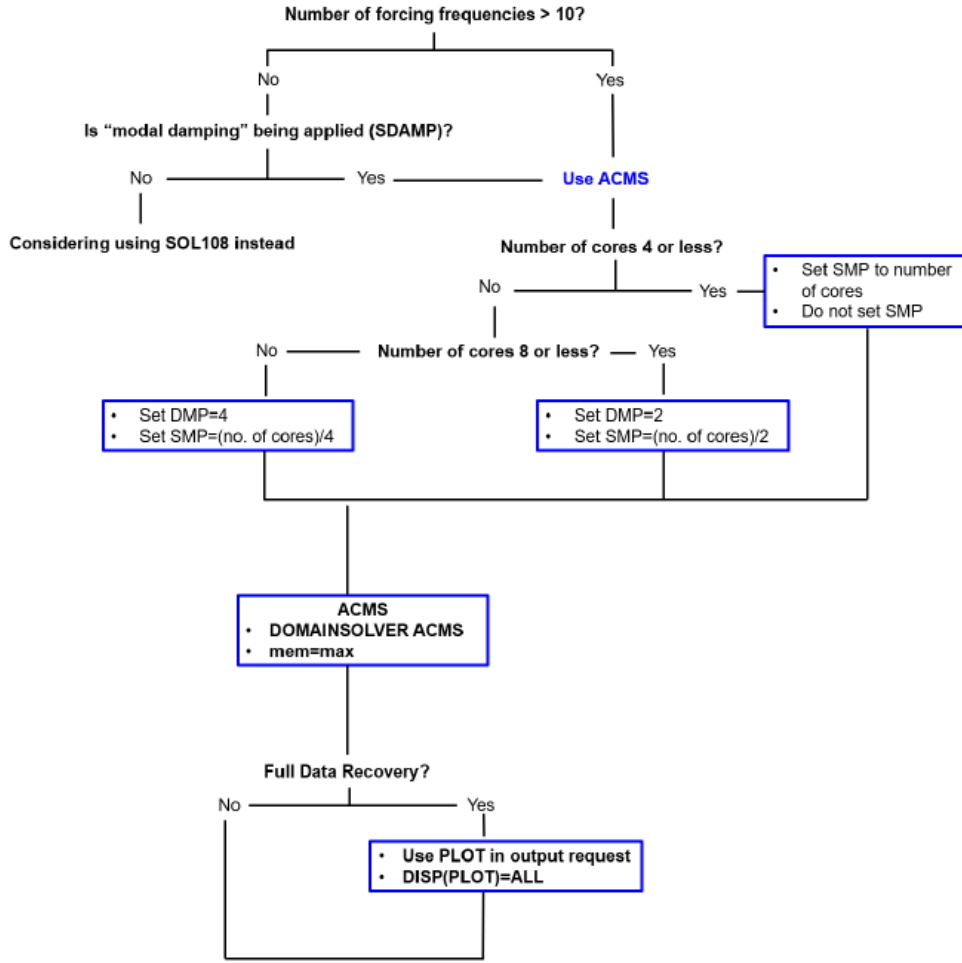 Number of forcing frequencies > 10?
No
Yes
Is “modal damping” being applied (SDAMP)?
No
Yes
Use ACMS
Considering using SOL108 instead
Number of cores 4 or less?
No
Yes
• Set SMP to number
of cores
• Do not set SMP
No
Number of cores 8 or less?
Yes
• Set DMP=4
• Set SMP=(no. of cores)/4
• Set DMP=2
• Set SMP=(no. of cores)/2
ACMS
• DOMAINSOLVER ACMS
• mem=max
Full Data Recovery?
No
Yes
• Use PLOT in output request
• DISP(PLOT)=ALL